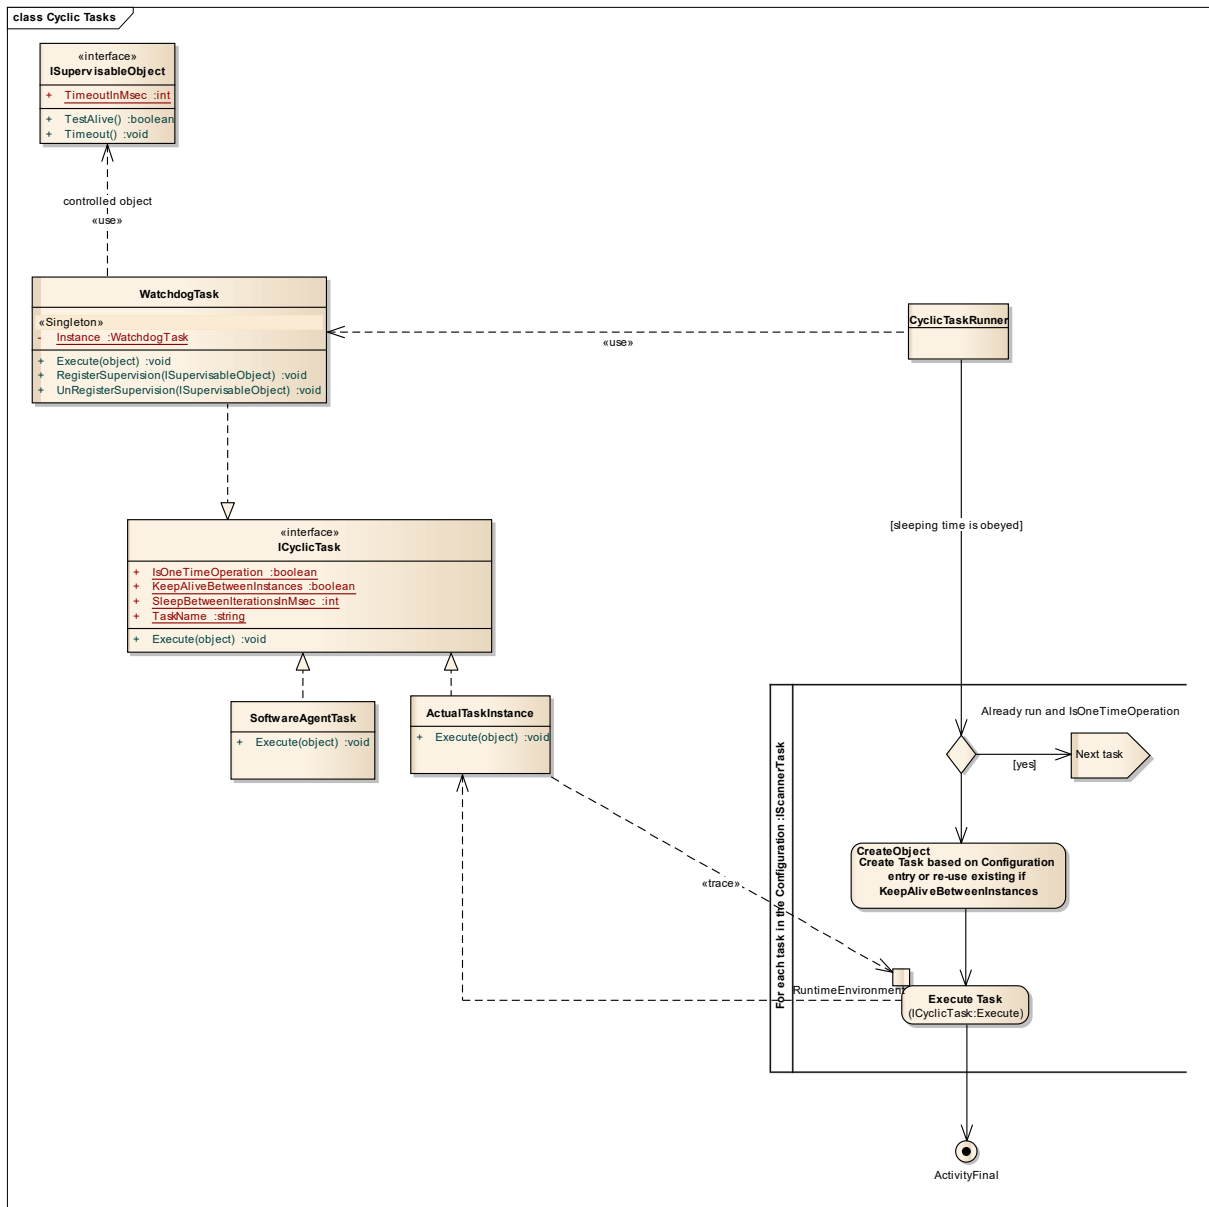 class Cyclic Tasks
«interface»
ISupervisableObject
+ TimeoutInMsec :int
+ TestAlive() :boolean
+ Timeout() :void
controlled object
«use»
WatchdogTask
«Singleton»
- Instance :WatchdogTask
+ Execute(object) :void
+ RegisterSupervision(ISupervisableObject) :void
+ UnRegisterSupervision(ISupervisableObject) :void
CyclicTaskRunner
«use»
«interface»
ICyclicTask
+ IsOneTimeOperation :boolean
+ KeepAliveBetweenInstances :boolean
+ SleepBetweenIterationsInMsec :int
+ TaskName :string
+ Execute(object) :void
[sleeping time is obeyed]
SoftwareAgentTask
+ Execute(object) :void
ActualTaskInstance
+ Execute(object) :void
For each task in the Configuration :IScannerTask
Already run and IsOneTimeOperation
Next task
[yes]
CreateObject
Create Task based on Configuration
entry or re-use existing if
KeepAliveBetweenInstances
«trace»
RuntimeEnvironment
Execute Task
(ICyclicTask::Execute)
ActivityFinal